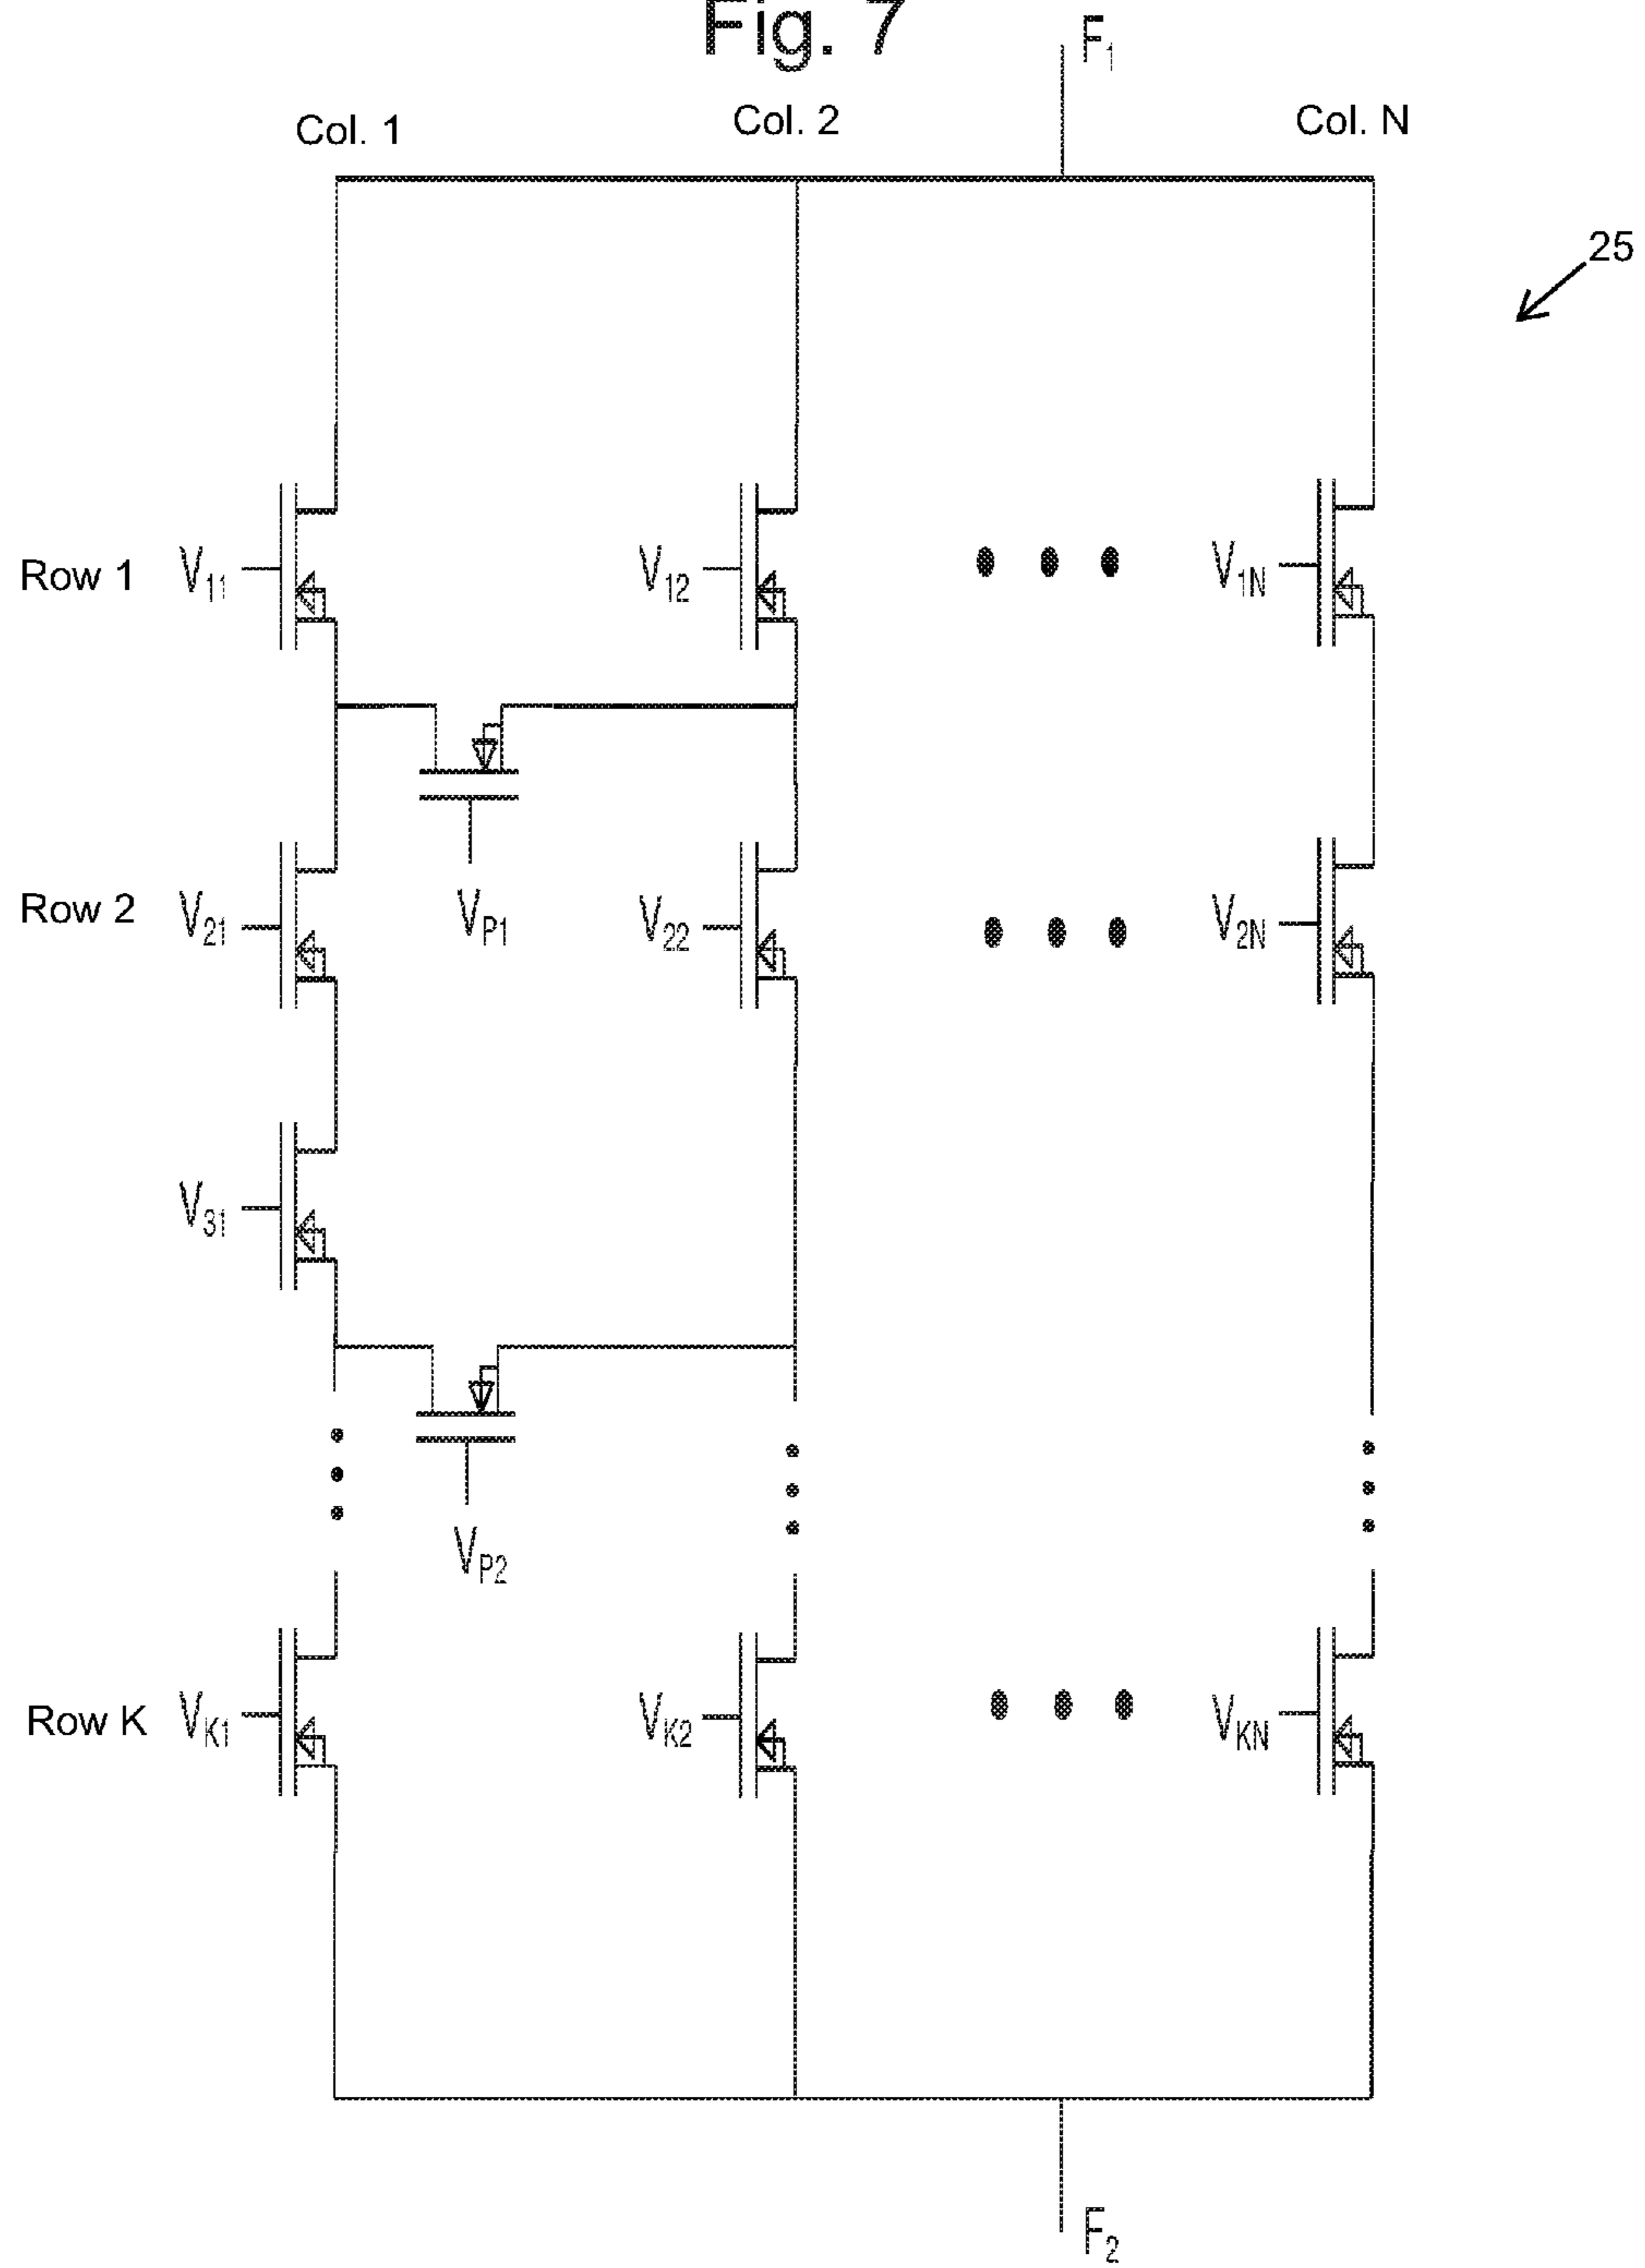 Fig. 7
F1
Col. 1 Col. 2 Col. N
25
Row 1 V11 V12 V1N
Row 2 V21 VP1 V22 V2N
V31
VP2
Row K VK1 VK2 VKN
F2